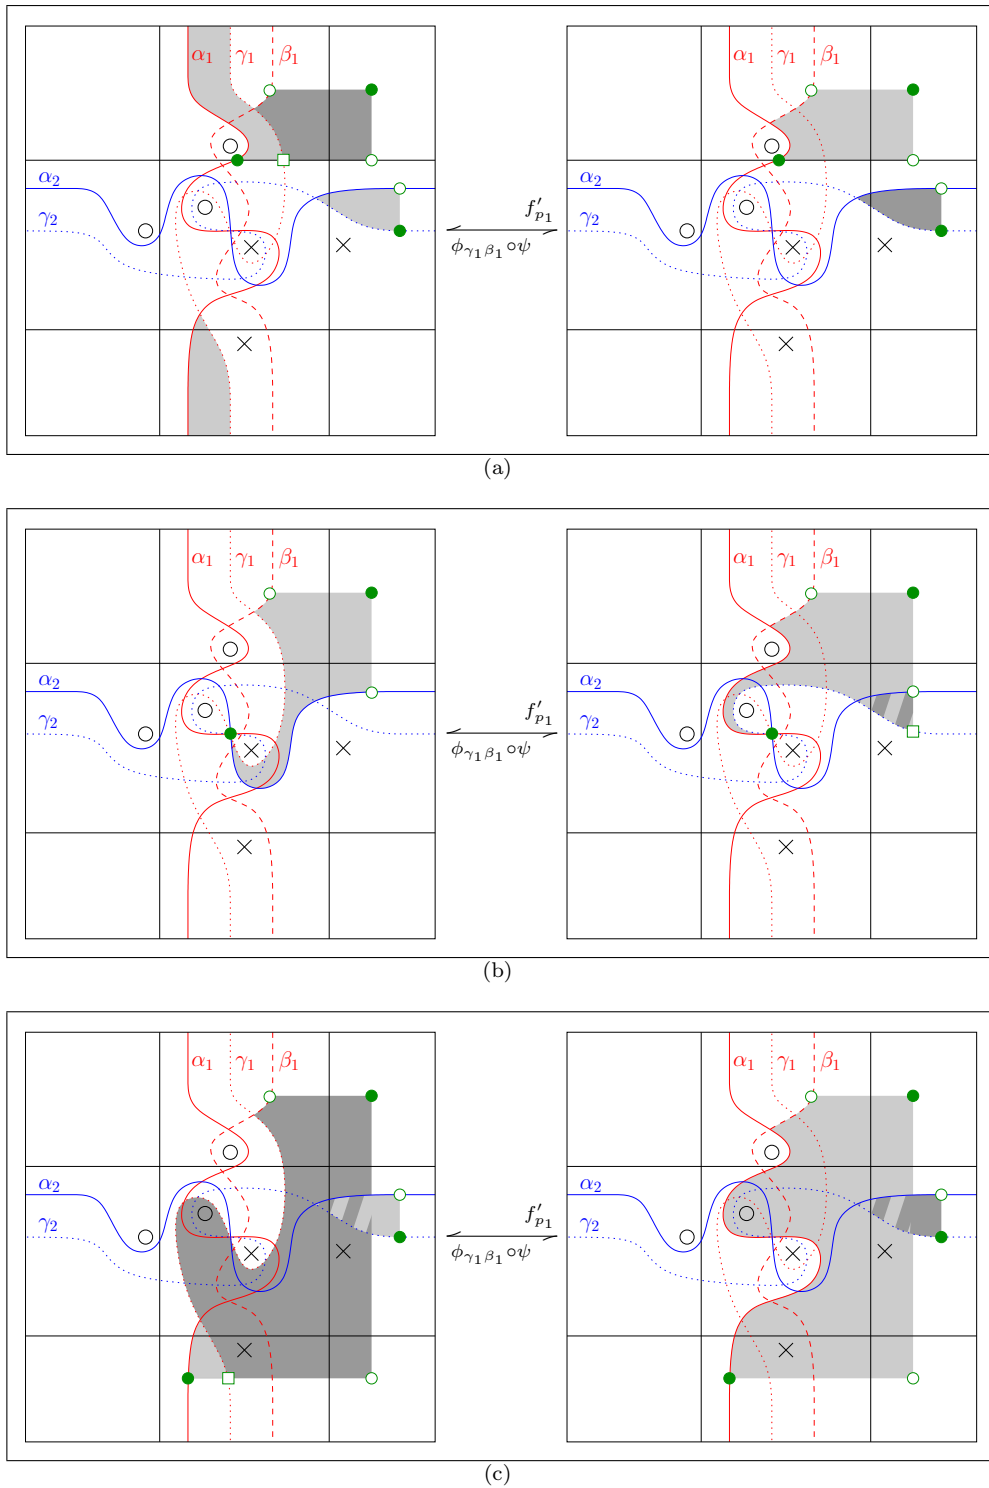 α₁ γ₁ β₁ α₁ γ₁ β₁
α₂ α₂
γ₂ f′ₚ₁ γ₂
ϕγ₁β₁∘ψ
(a)
α₁ γ₁ β₁ α₁ γ₁ β₁
α₂ α₂
γ₂ f′ₚ₁ γ₂
ϕγ₁β₁∘ψ
(b)
α₁ γ₁ β₁ α₁ γ₁ β₁
α₂ α₂
γ₂ f′ₚ₁ γ₂
ϕγ₁β₁∘ψ
(c)